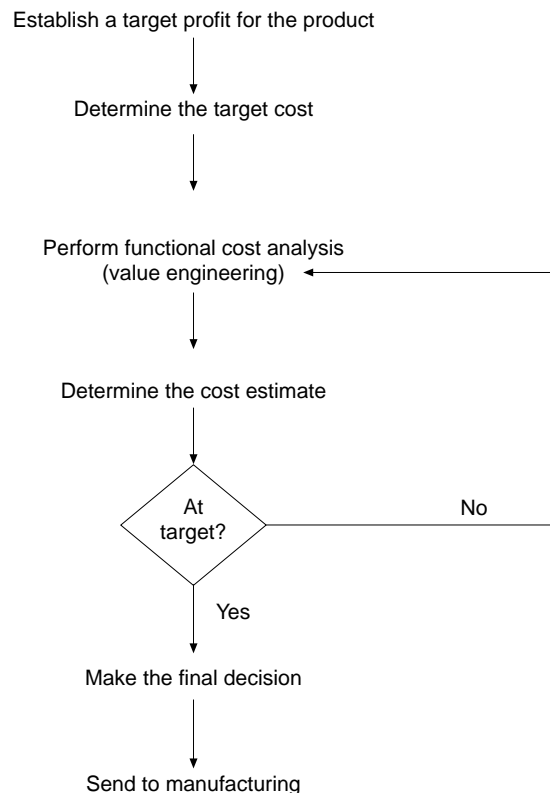 Establish a target profit for the product
Determine the target cost
Perform functional cost analysis
(value engineering)
Determine the cost estimate
At
target?
No
Yes
Make the final decision
Send to manufacturing